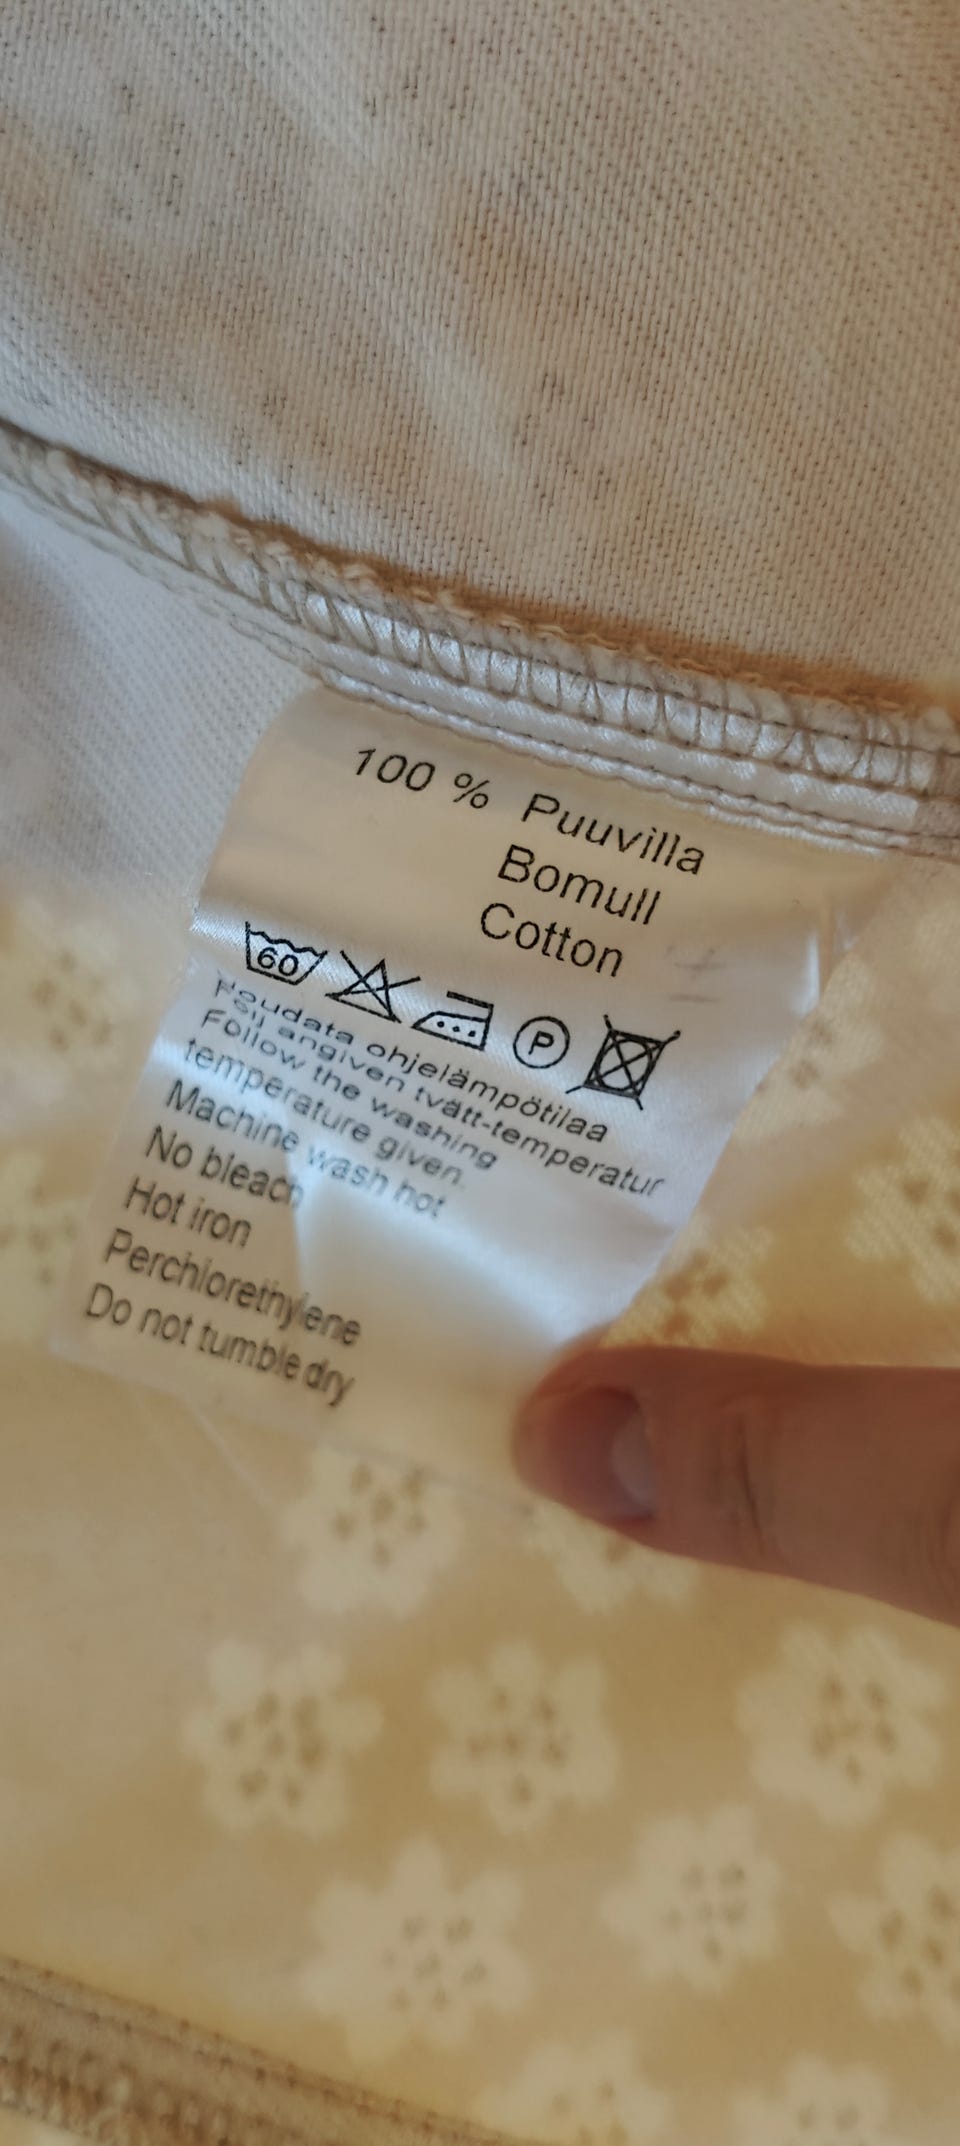 100 % Puuvilla
Bomull
Cotton
60 P
Noudata ohjelämpötilaa
Följ angiven tvätt-temperatur
Follow the washing
temperature given.
Machine wash hot
No bleach
Hot iron
Perchlorethylene
Do not tumble dry